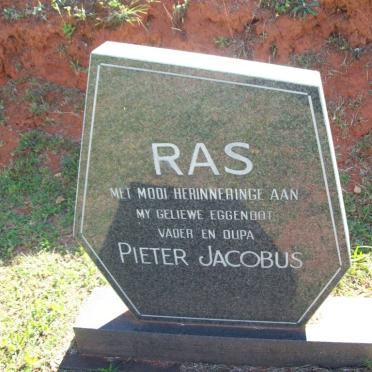 RAS
MET MOOI HERINNERINGE AAN
MY GELIEWE EGGENOOT
VADER EN OUPA
PIETER JACOBUS